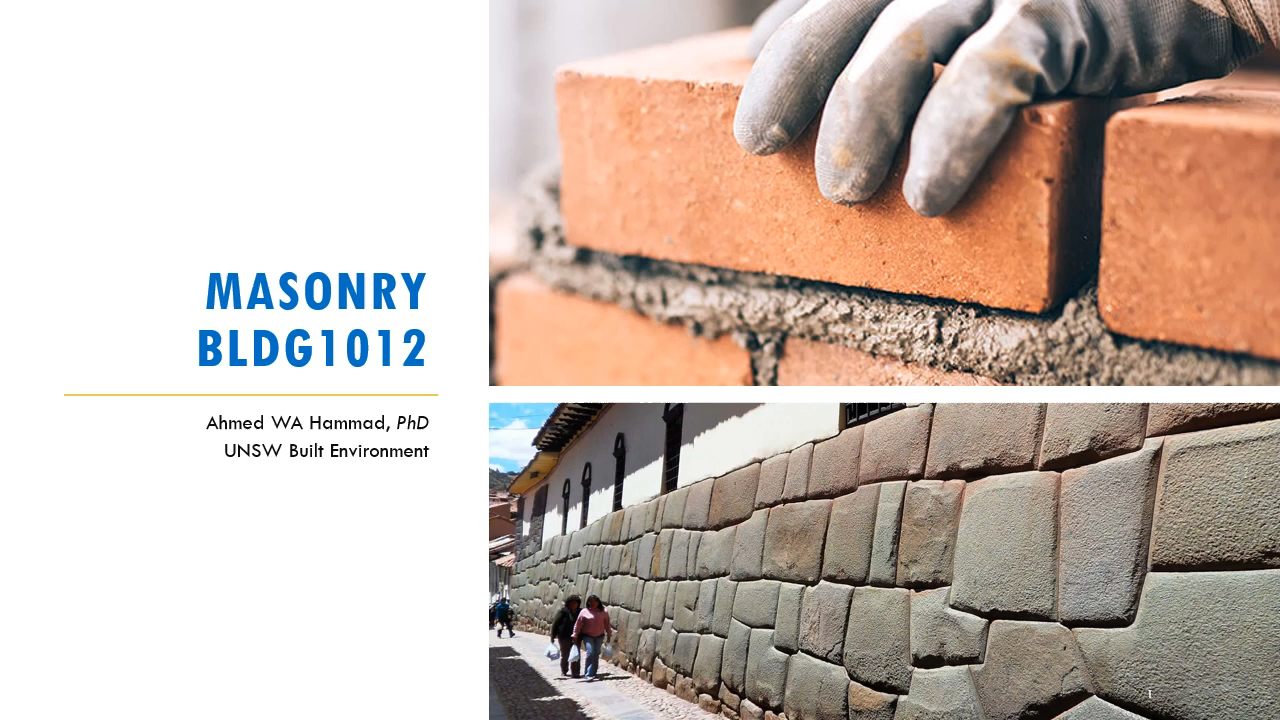 MASONRY
BLDG1012
Ahmed WA Hammad, PhD
UNSW Built Environment
1